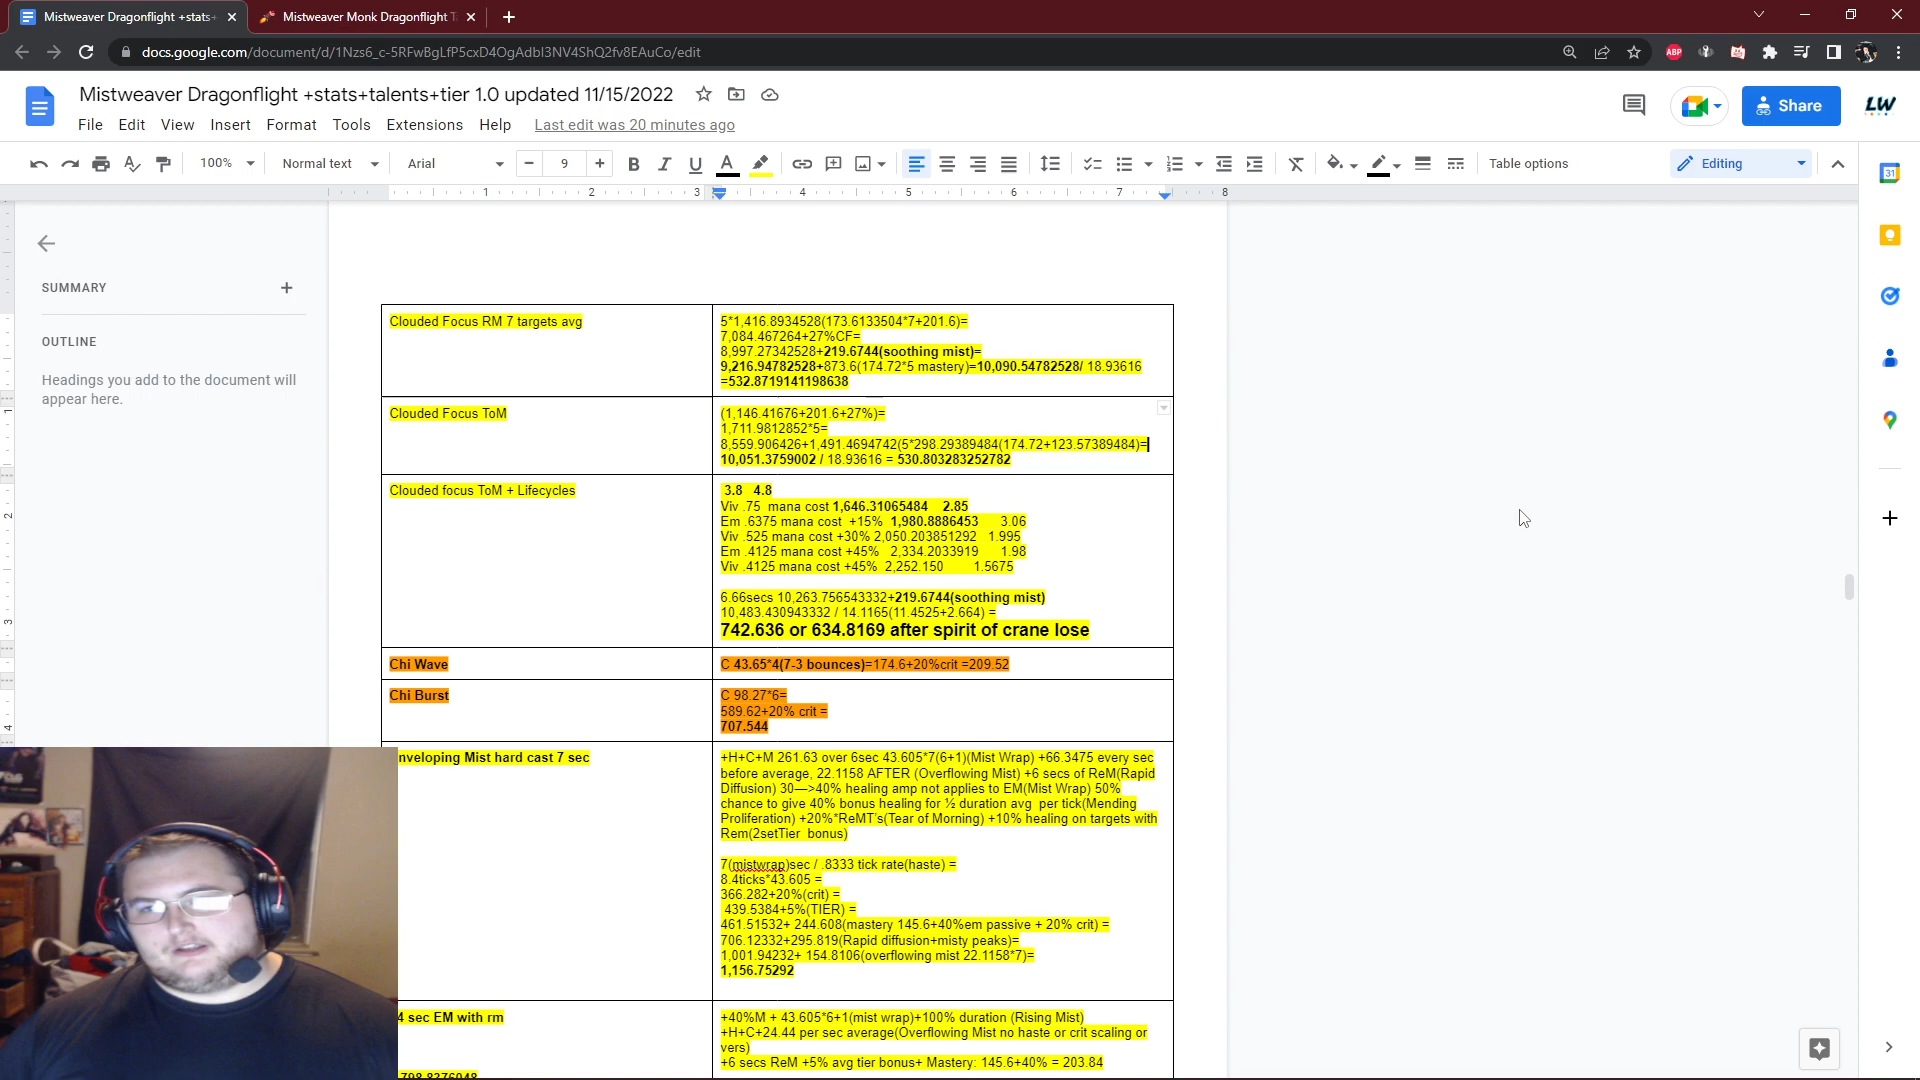 Mistweaver Dragonflight +stats+
Mistweaver Monk Dragonflight T
docs.google.com/document/d/1Nzs6_c-5RFwBgLfP5cxD4OgAdbI3NV4ShQ2fv8EAuCo/edit
ABP
Mistweaver Dragonflight +stats+talents+tier 1.0 updated 11/15/2022
File Edit View Insert Format Tools Extensions Help Last edit was 20 minutes ago
Share
LW
100% Normal text Arial 9 Table options Editing
1 2 3 4 5 6 7 8
31
SUMMARY
OUTLINE
Headings you add to the document will
appear here.
Clouded Focus RM 7 targets avg
5*1,416.8934528(173.6133504*7+201.6)=
7,084.467264+27%CF=
8,997.27342528+219.6744(soothing mist)=
9,216.94782528+873.6(174.72*5 mastery)=10,090.54782528/ 18.93616
=532.8719141198638
Clouded Focus ToM
(1,146.41676+201.6+27%)=
1,711.9812852*5=
8,559.906426+1,491.4694742(5*298.29389484(174.72+123.57389484)=
10,051.3759002 / 18.93616 = 530.803283252782
Clouded focus ToM + Lifecycles
3.8 4.8
Viv .75 mana cost 1,646.31065484 2.85
Em .6375 mana cost +15% 1,980.8886453 3.06
Viv .525 mana cost +30% 2,050.203851292 1.995
Em .4125 mana cost +45% 2,334.2033919 1.98
Viv .4125 mana cost +45% 2,252.150 1.5675
6.66secs 10,263.756543332+219.6744(soothing mist)
10,483.430943332 / 14.1165(11.4525+2.664) =
742.636 or 634.8169 after spirit of crane lose
Chi Wave
C 43.65*4(7-3 bounces)=174.6+20%crit =209.52
Chi Burst
C 98.27*6=
589.62+20% crit =
707.544
nveloping Mist hard cast 7 sec
+H+C+M 261.63 over 6sec 43.605*7(6+1)(Mist Wrap) +66.3475 every sec
before average, 22.1158 AFTER (Overflowing Mist) +6 secs of ReM(Rapid
Diffusion) 30—>40% healing amp not applies to EM(Mist Wrap) 50%
chance to give 40% bonus healing for ½ duration avg per tick(Mending
Proliferation) +20%*ReMT's(Tear of Morning) +10% healing on targets with
Rem(2setTier bonus)
7(mistwrap)sec / .8333 tick rate(haste) =
8.4ticks*43.605 =
366.282+20%(crit) =
439.5384+5%(TIER) =
461.51532+ 244.608(mastery 145.6+40%em passive + 20% crit) =
706.12332+295.819(Rapid diffusion+misty peaks)=
1,001.94232+ 154.8106(overflowing mist 22.1158*7)=
1,156.75292
4 sec EM with rm
+40%M + 43.605*6+1(mist wrap)+100% duration (Rising Mist)
+H+C+24.44 per sec average(Overflowing Mist no haste or crit scaling or
vers)
+6 secs ReM +5% avg tier bonus+ Mastery: 145.6+40% = 203.84